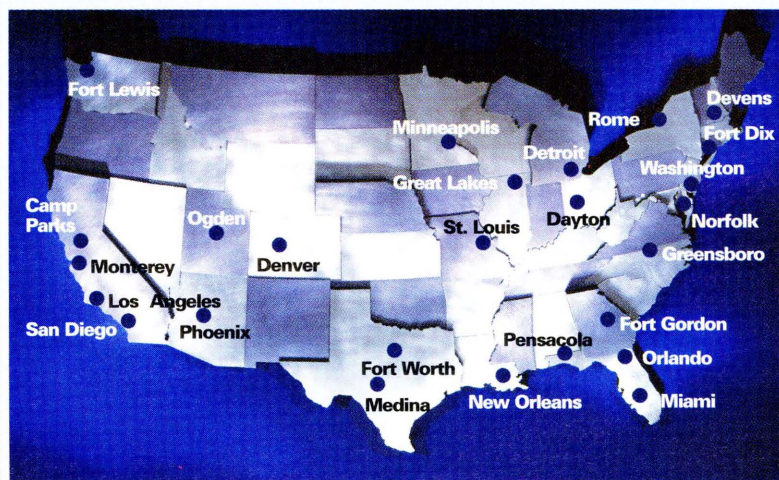 Fort Lewis
Devens
Rome
Minneapolis
Fort Dix
Detroit
Washington
Great Lakes
Camp
Parks
Ogden
St. Louis
Dayton
Norfolk
Denver
Greensboro
Monterey
Los Angeles
San Diego
Phoenix
Fort Gordon
Pensacola
Fort Worth
Orlando
Medina
New Orleans
Miami